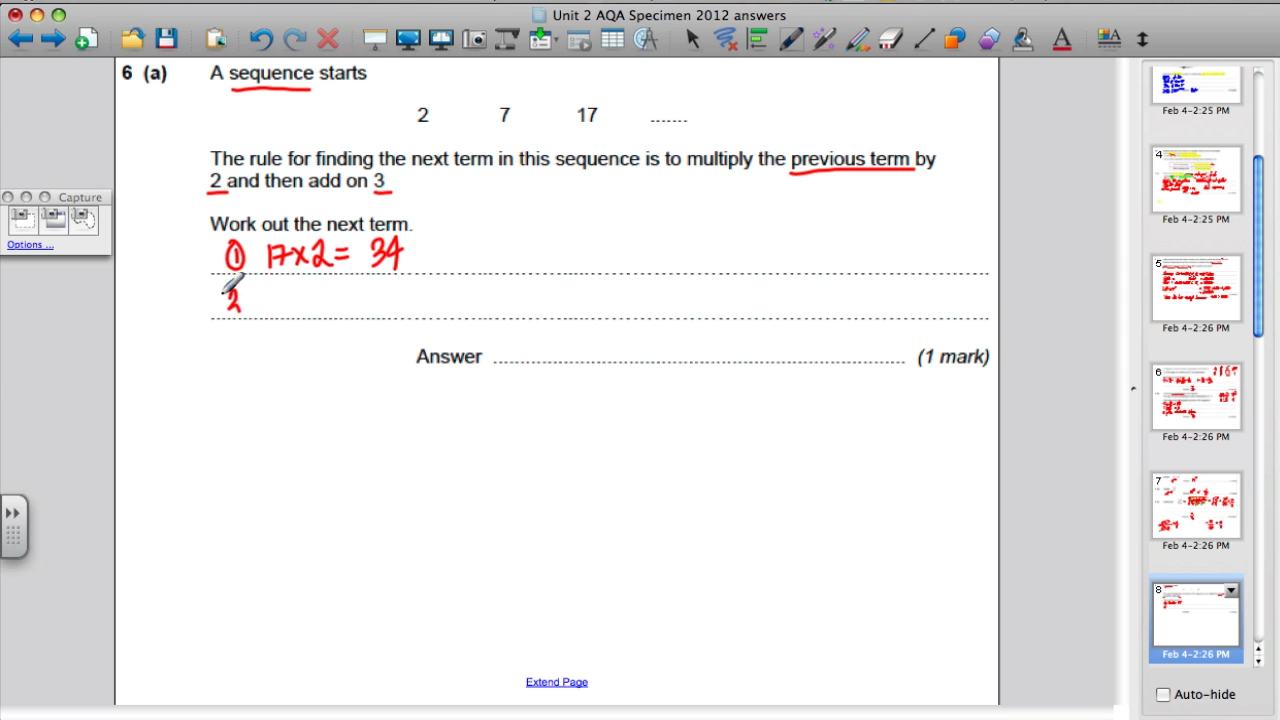 Unit 2 AQA Specimen 2012 answers
6 (a) A sequence starts
2 7 17 .......
The rule for finding the next term in this sequence is to multiply the previous term by
2 and then add on 3
Work out the next term.
① 17×2= 34
2
Answer ........ (1 mark)
Extend Page
Capture
Options ...
Feb 4–2:25 PM
4
Feb 4–2:25 PM
5
Feb 4–2:26 PM
6
Feb 4–2:26 PM
7
Feb 4–2:26 PM
8
Feb 4–2:26 PM
Auto-hide